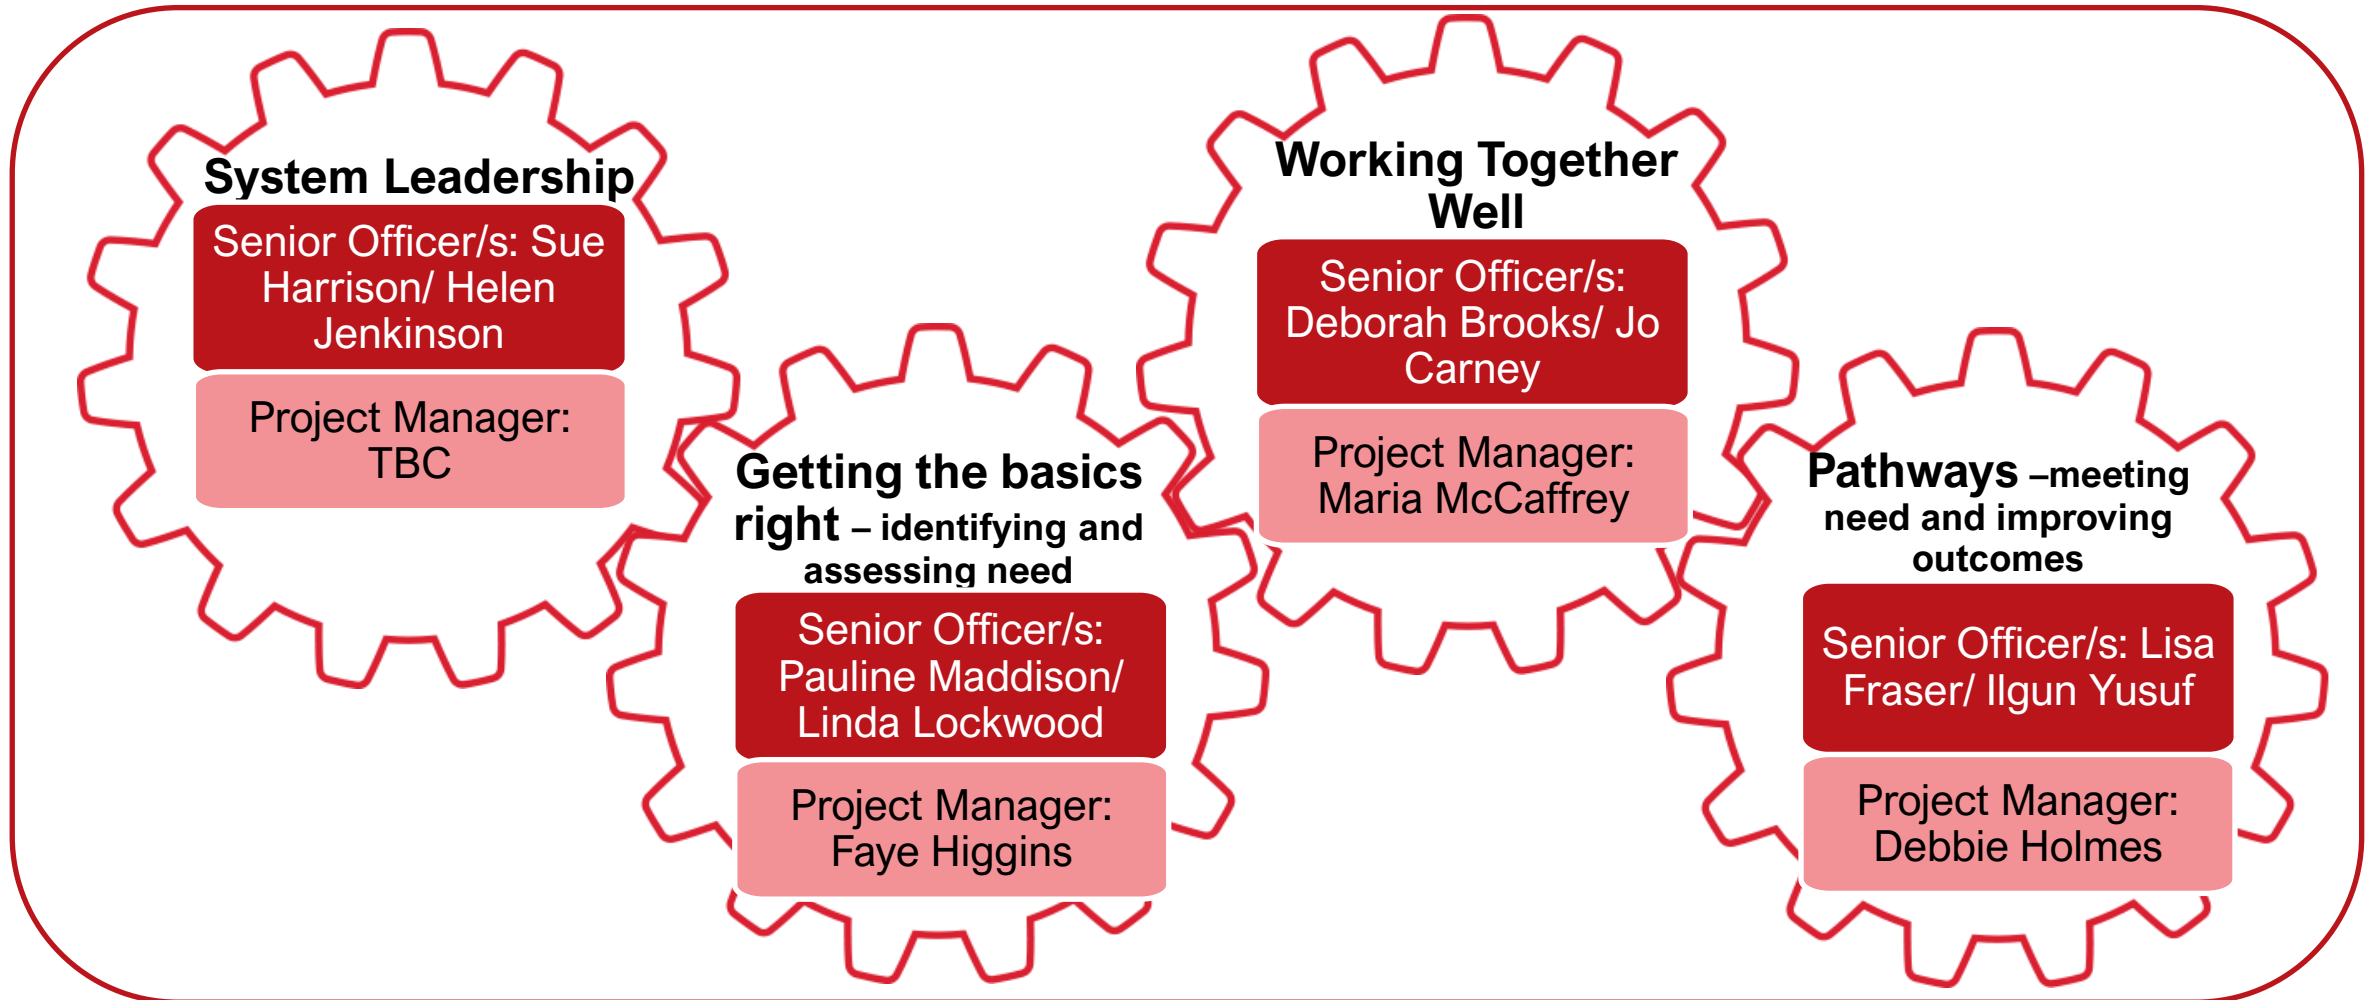 System Leadership
Senior Officer/s: Sue
Harrison/ Helen
Jenkinson
Project Manager:
TBC
Getting the basics
right – identifying and
assessing need
Senior Officer/s:
Pauline Maddison/
Linda Lockwood
Project Manager:
Faye Higgins
Working Together
Well
Senior Officer/s:
Deborah Brooks/ Jo
Carney
Project Manager:
Maria McCaffrey
Pathways –meeting
need and improving
outcomes
Senior Officer/s: Lisa
Fraser/ Ilgun Yusuf
Project Manager:
Debbie Holmes